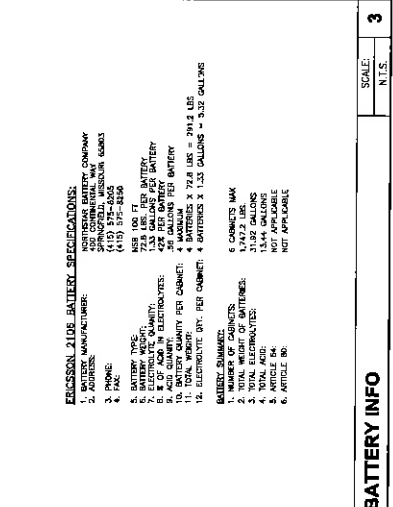 ERICSSON 2106 BATTERY SPECIFICATIONS:
1. BATTERY MANUFACTURER: NORTHSTAR BATTERY COMPANY
2. ADDRESS: 400 CONTINENTAL WAY
SPRINGFIELD, MISSOURI 65803
3. PHONE: (415) 575-8205
4. FAX: (415) 575-8250
5. BATTERY TYPE: NSB 100 FT
6. BATTERY WEIGHT: 72.8 LBS PER BATTERY
7. ELECTROLYTE QUANTITY: 1.33 GALLONS PER BATTERY
8. % OF ACID IN ELECTROLYTES: 42% PER BATTERY
9. ACID QUANTITY: .56 GALLONS PER BATTERY
10. BATTERY QUANTITY PER CABINET: 4 MAXIMUM
11. TOTAL WEIGHT: 4 BATTERIES X 72.8 LBS = 291.2 LBS
12. ELECTROLYTE QTY. PER CABINET: 4 BATTERIES X 1.33 GALLONS = 5.32 GALLONS
BATTERY SUMMARY:
1. NUMBER OF CABINETS: 6 CABINETS MAX
2. TOTAL WEIGHT OF BATTERIES: 1,747.2 LBS.
3. TOTAL ELECTROLYTES: 31.92 GALLONS
4. TOTAL ACID: 13.44 GALLONS
5. ARTICLE 64: NOT APPLICABLE
6. ARTICLE 80: NOT APPLICABLE
BATTERY INFO
SCALE:
N.T.S.
3